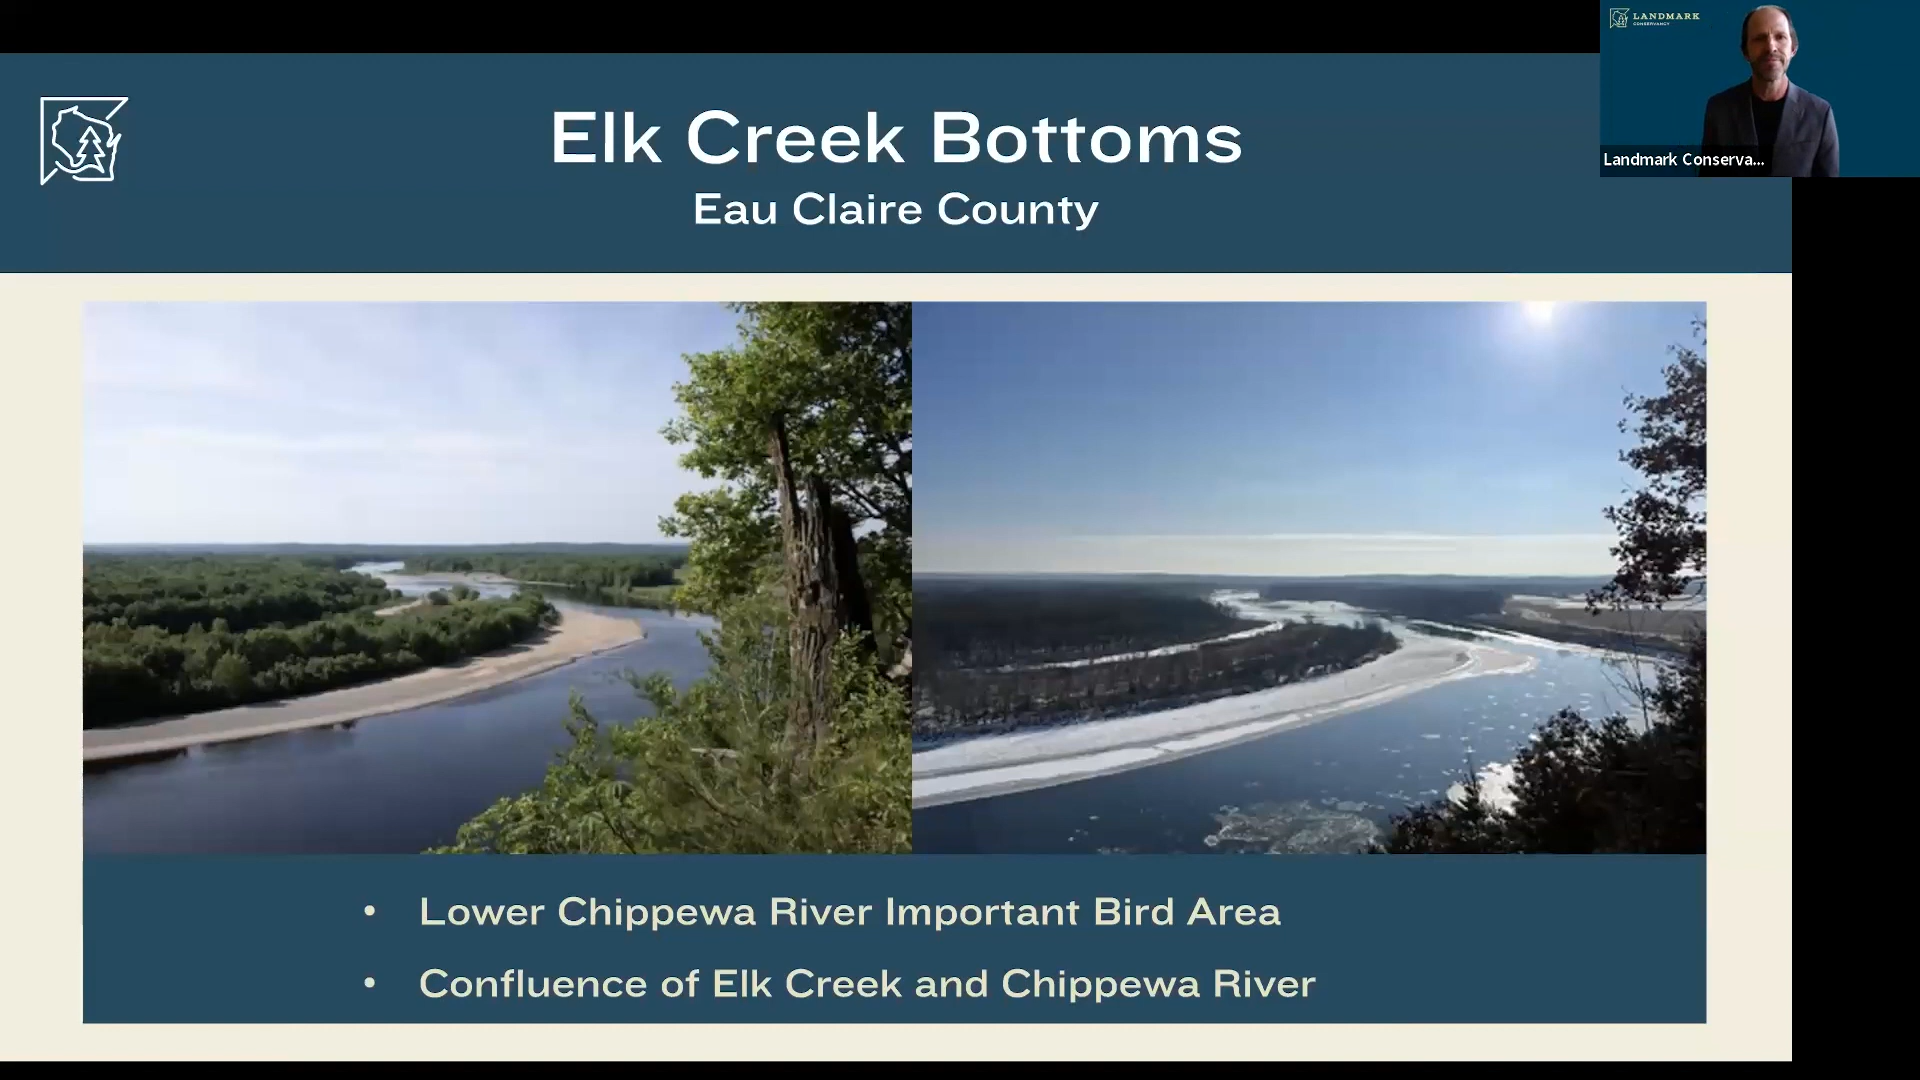 LANDMARK
CONSERVANCY
Landmark Conserva...
Elk Creek Bottoms
Eau Claire County
• Lower Chippewa River Important Bird Area
• Confluence of Elk Creek and Chippewa River